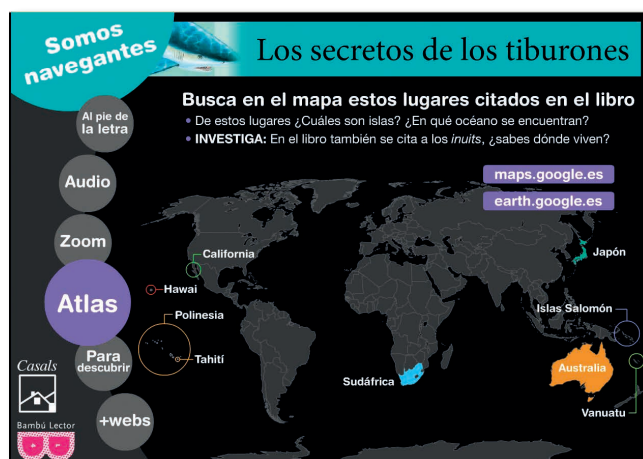 Somos
navegantes
Los secretos de los tiburones
Busca en el mapa estos lugares citados en el libro
• De estos lugares ¿Cuáles son islas? ¿En qué océano se encuentran?
• INVESTIGA: En el libro también se cita a los inuits, ¿sabes dónde viven?
maps.google.es
earth.google.es
Al pie de
la letra
Audio
Zoom
Atlas
Para
descubrir
+webs
Casals
Bambú Lector
California
Hawai
Polinesia
Tahití
Sudáfrica
Japón
Islas Salomón
Australia
Vanuatu